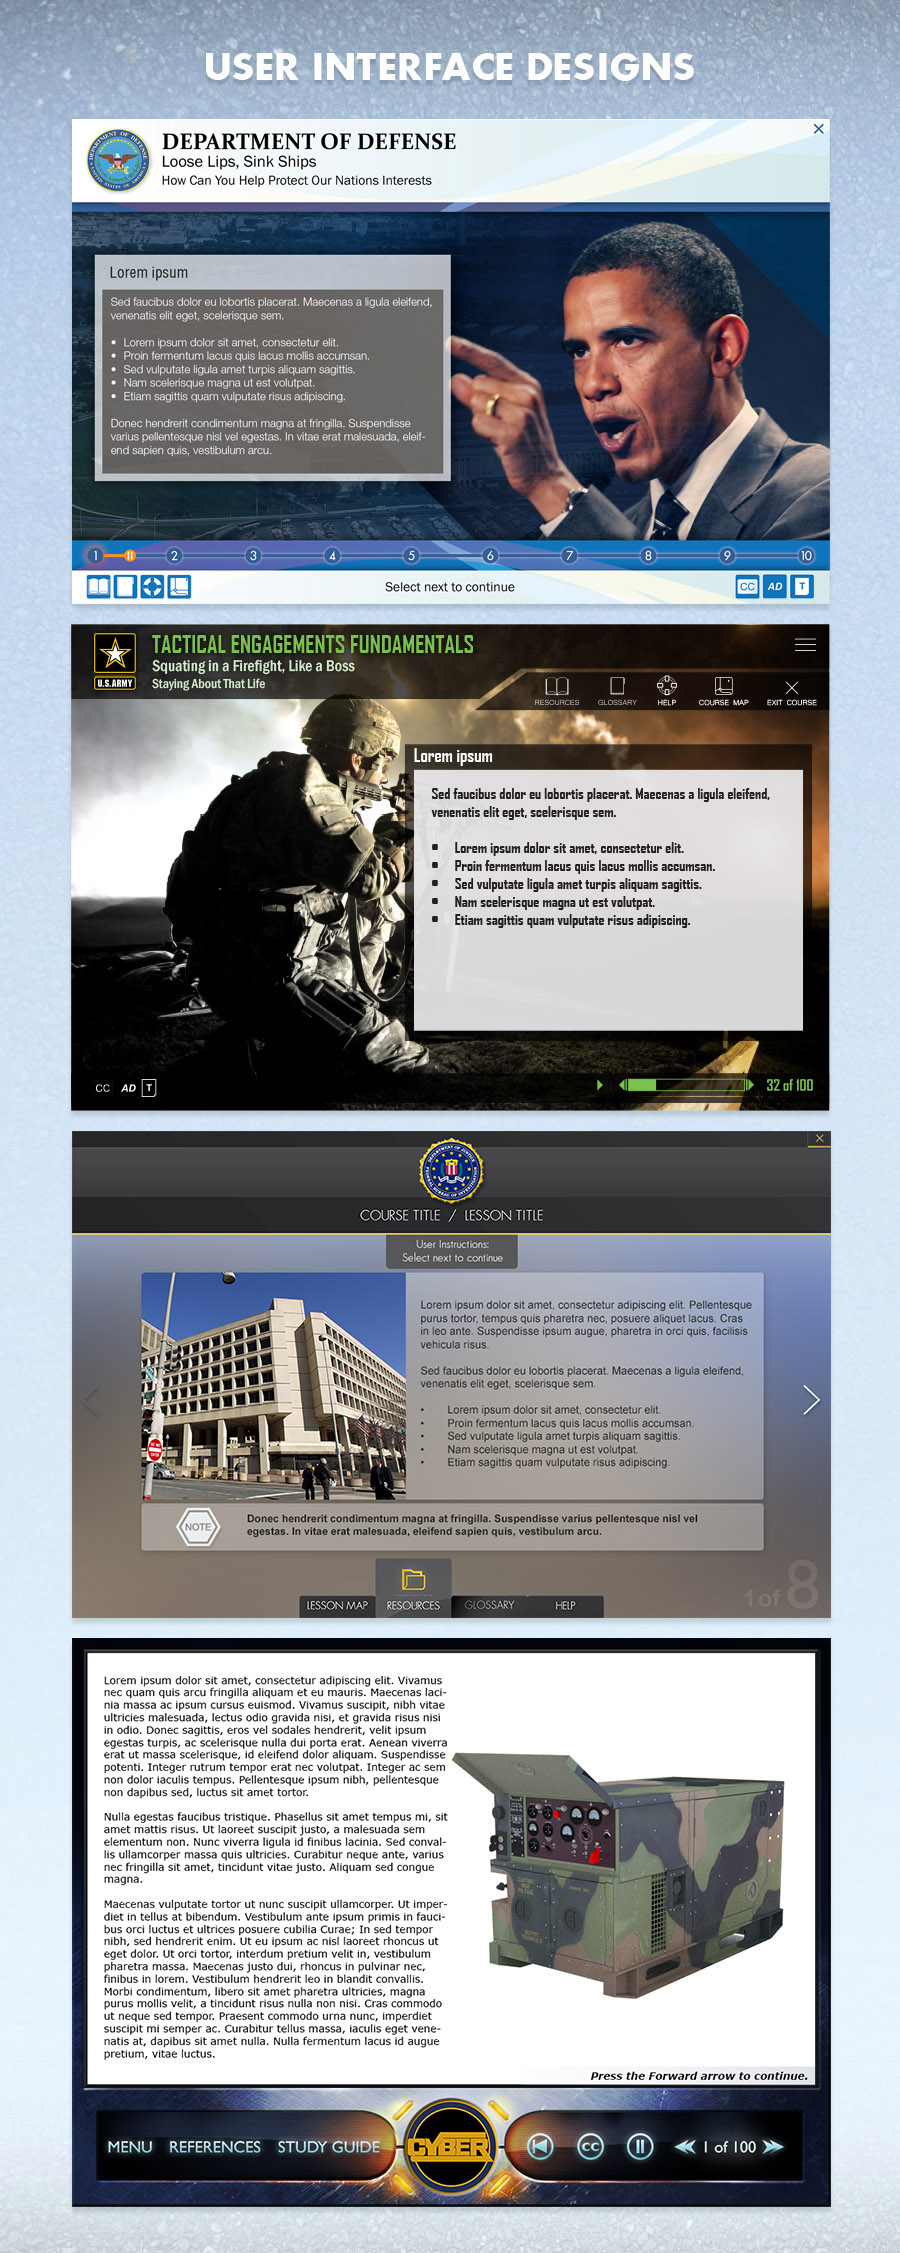 USER INTERFACE DESIGNS
DEPARTMENT OF DEFENSE
Loose Lips, Sink Ships
How Can You Help Protect Our Nations Interests
Lorem ipsum
Sed faucibus dolor eu lobortis placerat. Maecenas a ligula eleifend,
venenatis elit eget, scelerisque sem.
• Lorem ipsum dolor sit amet, consectetur elit.
• Proin fermentum lacus quis lacus mollis accumsan.
• Sed vulputate ligula amet turpis aliquam sagittis.
• Nam scelerisque magna ut est volutpat.
• Etiam sagittis quam vulputate risus adipiscing.
Donec hendrerit condimentum magna at fringilla. Suspendisse
varius pellentesque nisl vel egestas. In vitae erat malesuada, eleif-
end sapien quis, vestibulum arcu.
1 2 3 4 5 6 7 8 9 10
Select next to continue
CC AD T
U.S.ARMY
TACTICAL ENGAGEMENTS FUNDAMENTALS
Squating in a Firefight, Like a Boss
Staying About That Life
RESOURCES GLOSSARY HELP COURSE MAP EXIT COURSE
Lorem ipsum
Sed faucibus dolor eu lobortis placerat. Maecenas a ligula eleifend,
venenatis elit eget, scelerisque sem.
• Lorem ipsum dolor sit amet, consectetur elit.
• Proin fermentum lacus quis lacus mollis accumsan.
• Sed vulputate ligula amet turpis aliquam sagittis.
• Nam scelerisque magna ut est volutpat.
• Etiam sagittis quam vulputate risus adipiscing.
CC AD T
32 of 100
COURSE TITLE / LESSON TITLE
User Instructions:
Select next to continue
Lorem ipsum dolor sit amet, consectetur adipiscing elit. Pellentesque
purus tortor, tempus quis pharetra nec, posuere aliquet lacus. Cras
in leo ante. Suspendisse ipsum augue, pharetra in orci quis, facilisis
vehicula risus.
Sed faucibus dolor eu lobortis placerat. Maecenas a ligula eleifend,
venenatis elit eget, scelerisque sem.
• Lorem ipsum dolor sit amet, consectetur elit.
• Proin fermentum lacus quis lacus mollis accumsan.
• Sed vulputate ligula amet turpis aliquam sagittis.
• Nam scelerisque magna ut est volutpat.
• Etiam sagittis quam vulputate risus adipiscing.
NOTE
Donec hendrerit condimentum magna at fringilla. Suspendisse varius pellentesque nisl vel
egestas. In vitae erat malesuada, eleifend sapien quis, vestibulum arcu.
LESSON MAP RESOURCES GLOSSARY HELP
1 of 8
Lorem ipsum dolor sit amet, consectetur adipiscing elit. Vivamus
nec quam quis arcu fringilla aliquam et eu mauris. Maecenas laci-
nia massa ac ipsum cursus euismod. Vivamus suscipit, nibh vitae
ultricies malesuada, lectus odio gravida nisi, et gravida risus nisi
in odio. Donec sagittis, eros vel sodales hendrerit, velit ipsum
egestas turpis, ac scelerisque nulla dui porta erat. Aenean viverra
erat ut massa scelerisque, id eleifend dolor aliquam. Suspendisse
potenti. Integer rutrum tempor erat nec volutpat. Integer ac sem
non dolor iaculis tempus. Pellentesque ipsum nibh, pellentesque
non dapibus sed, luctus sit amet tortor.
Nulla egestas faucibus tristique. Phasellus sit amet tempus mi, sit
amet mattis risus. Ut laoreet suscipit justo, a malesuada sem
elementum non. Nunc viverra ligula id finibus lacinia. Sed conval-
lis ullamcorper massa quis ultricies. Curabitur neque ante, varius
nec fringilla sit amet, tincidunt vitae justo. Aliquam sed congue
magna.
Maecenas vulputate tortor ut nunc suscipit ullamcorper. Ut imper-
diet in tellus at bibendum. Vestibulum ante ipsum primis in fauci-
bus orci luctus et ultrices posuere cubilia Curae; In sed tempor
nibh, sed hendrerit enim. Ut eu ipsum ac nisl laoreet rhoncus ut
eget dolor. Ut orci tortor, interdum pretium velit in, vestibulum
pharetra massa. Maecenas justo dui, rhoncus in pulvinar nec,
finibus in lorem. Vestibulum hendrerit leo in blandit convallis.
Morbi condimentum, libero sit amet pharetra ultricies, magna
purus mollis velit, a tincidunt risus nulla non nisi. Cras commodo
ut neque sed tempor. Praesent commodo urna nunc, imperdiet
suscipit mi semper ac. Curabitur tellus massa, iaculis eget vene-
natis at, dapibus sit amet nulla. Nulla fermentum lacus id augue
pretium, vitae luctus.
Press the Forward arrow to continue.
MENU REFERENCES STUDY GUIDE
CYBER
CC
1 of 100